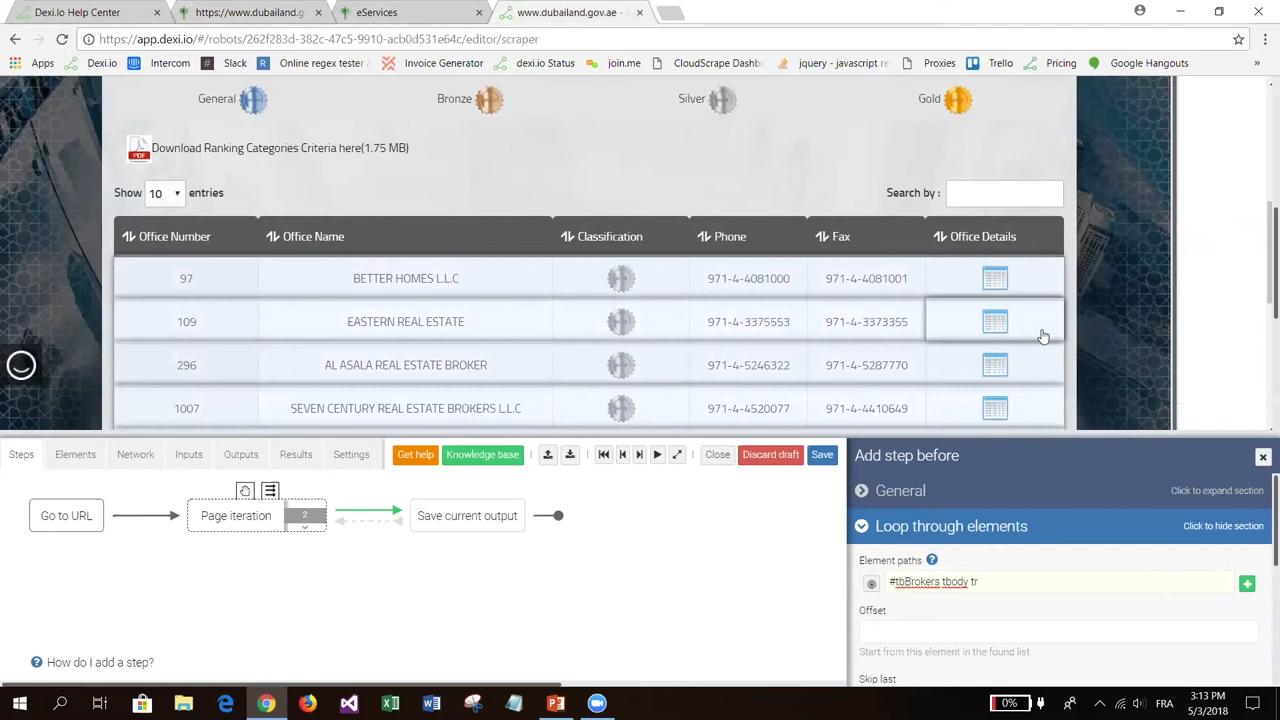 Dexi.Io Help Center
https://www.dubailand.g
eServices
www.dubailand.gov.ae -
https://app.dexi.io/#/robots/262f283d-382c-47c5-9910-acb0d531e64c/editor/scraper
Apps
Dexi.Io
Intercom
Slack
Online regex tester
Invoice Generator
dexi.io Status
join.me
CloudScrape Dashb
jquery - javascript re
Proxies
Trello
Pricing
Google Hangouts
»
General
Bronze
Silver
Gold
PDF
Download Ranking Categories Criteria here(1.75 MB)
Show 10 entries
Search by :
Office Number
Office Name
Classification
Phone
Fax
Office Details
97 BETTER HOMES L.L.C 971-4-4081000 971-4-4081001
109 EASTERN REAL ESTATE 971-4-3375553 971-4-3373355
296 AL ASALA REAL ESTATE BROKER 971-4-5246322 971-4-5287770
1007 SEVEN CENTURY REAL ESTATE BROKERS L.L.C 971-4-4520077 971-4-4410649
Steps
Elements
Network
Inputs
Outputs
Results
Settings
Get help
Knowledge base
Close
Discard draft
Save
Go to URL
Page iteration
2
Save current output
How do I add a step?
Add step before
General
Click to expand section
Loop through elements
Click to hide section
Element paths
#tbBrokers tbody tr
Offset
Start from this element in the found list.
Skip last
0%
FRA
3:13 PM
5/3/2018